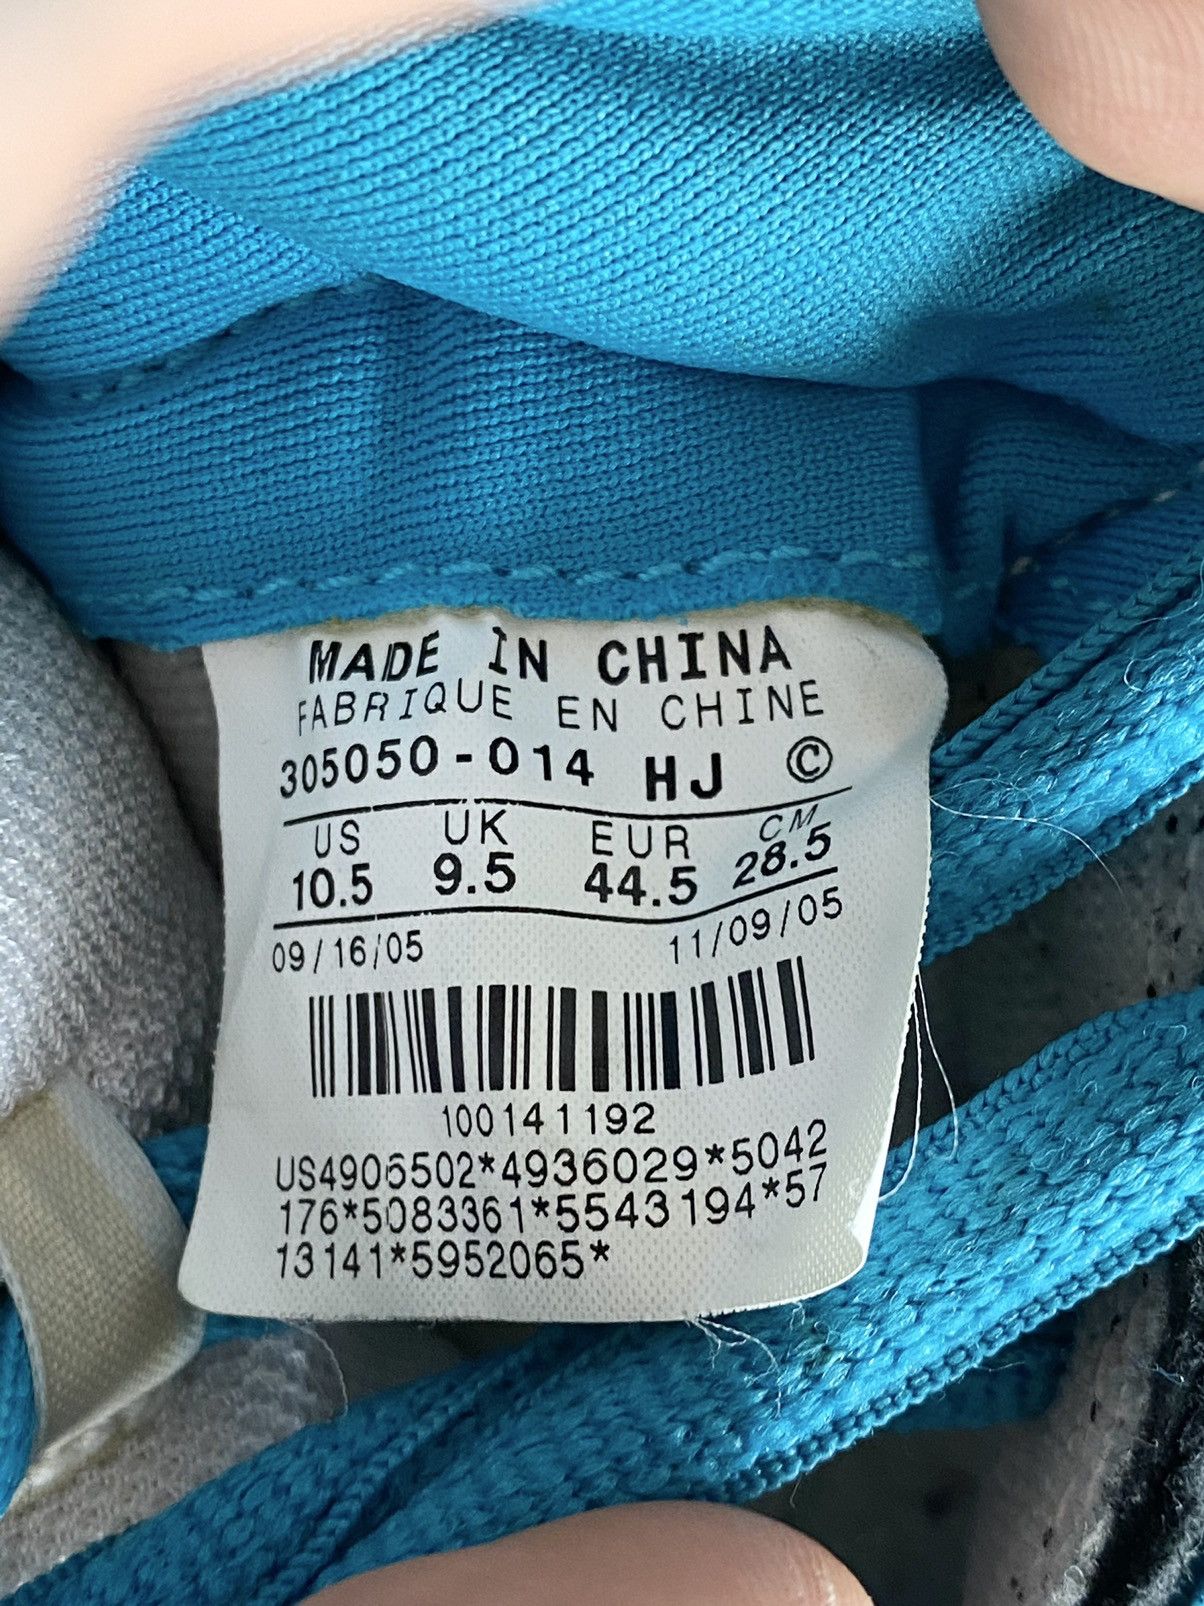 MADE IN CHINA
FABRIQUE EN CHINE
305050-014 HJ ©
US UK EUR CM
10.5 9.5 44.5 28.5
09/16/05 11/09/05
100141192
US4906502*4936029*5042
176*5083361*5543194*57
13141*5952065*